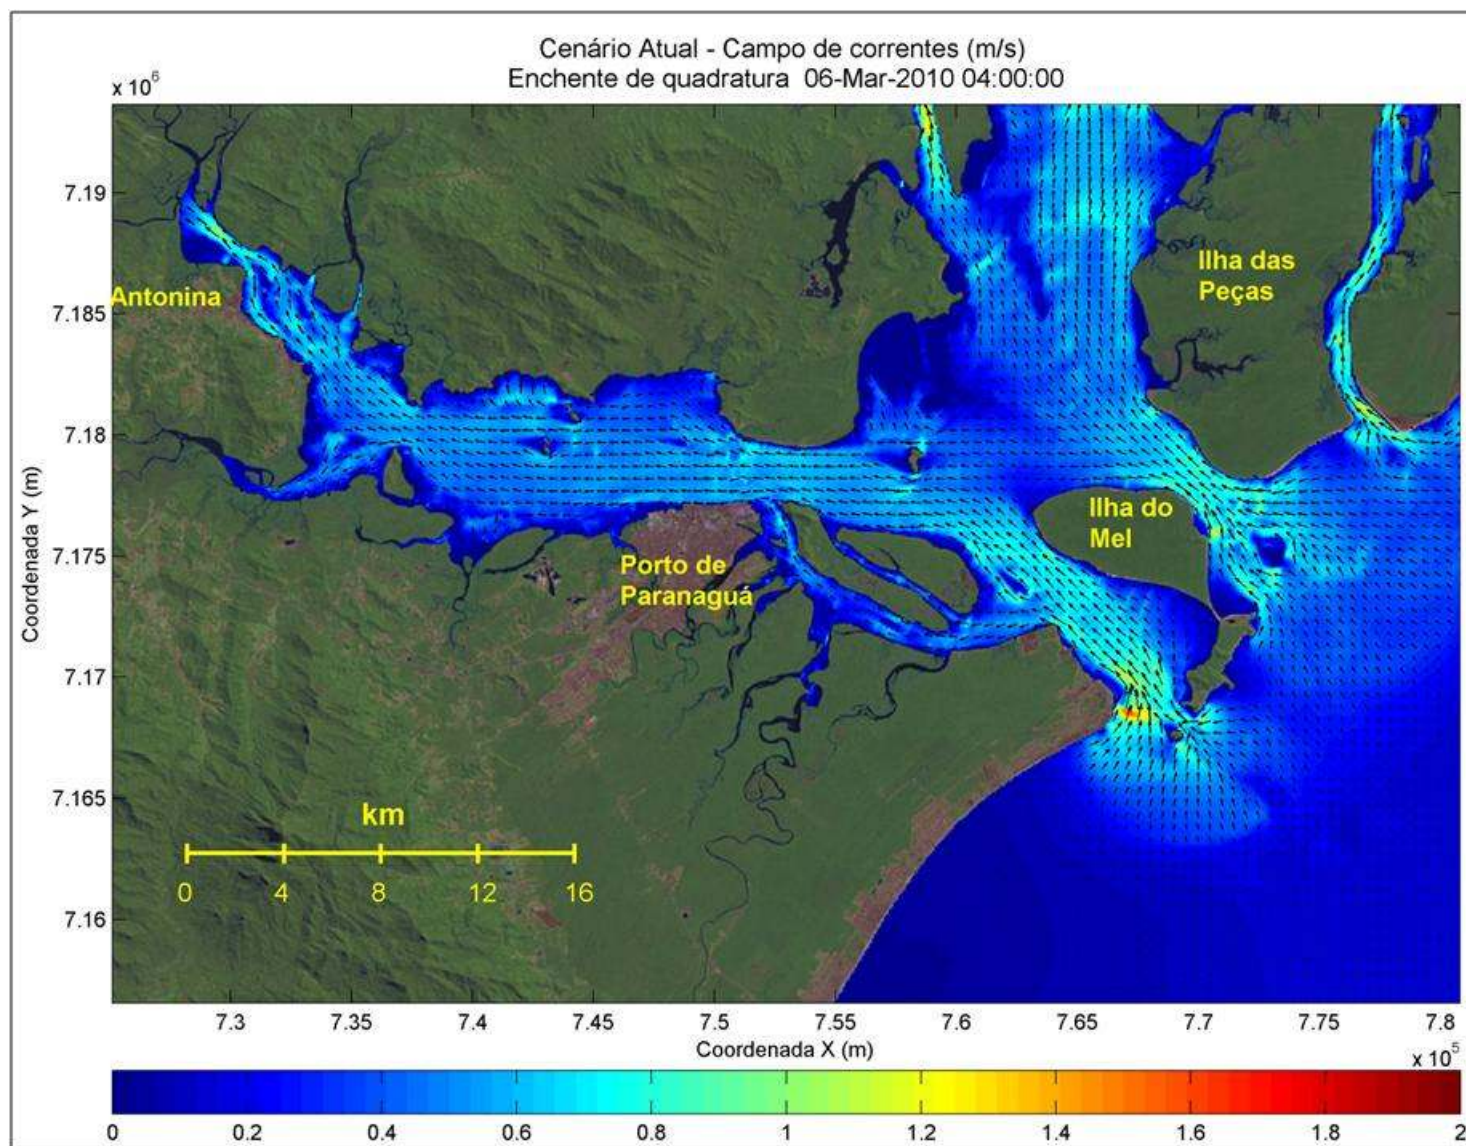 Cenário Atual - Campo de correntes (m/s)
Enchente de quadratura 06-Mar-2010 04:00:00
x 10⁶
7.19
7.185
7.18
7.175
7.17
7.165
7.16
Coordenada Y (m)
Antonina
Ilha das
Peças
Ilha do
Mel
Porto de
Paranaguá
km
0 4 8 12 16
7.3 7.35 7.4 7.45 7.5 7.55 7.6 7.65 7.7 7.75 7.8
Coordenada X (m)
x 10⁵
0 0.2 0.4 0.6 0.8 1 1.2 1.4 1.6 1.8 2